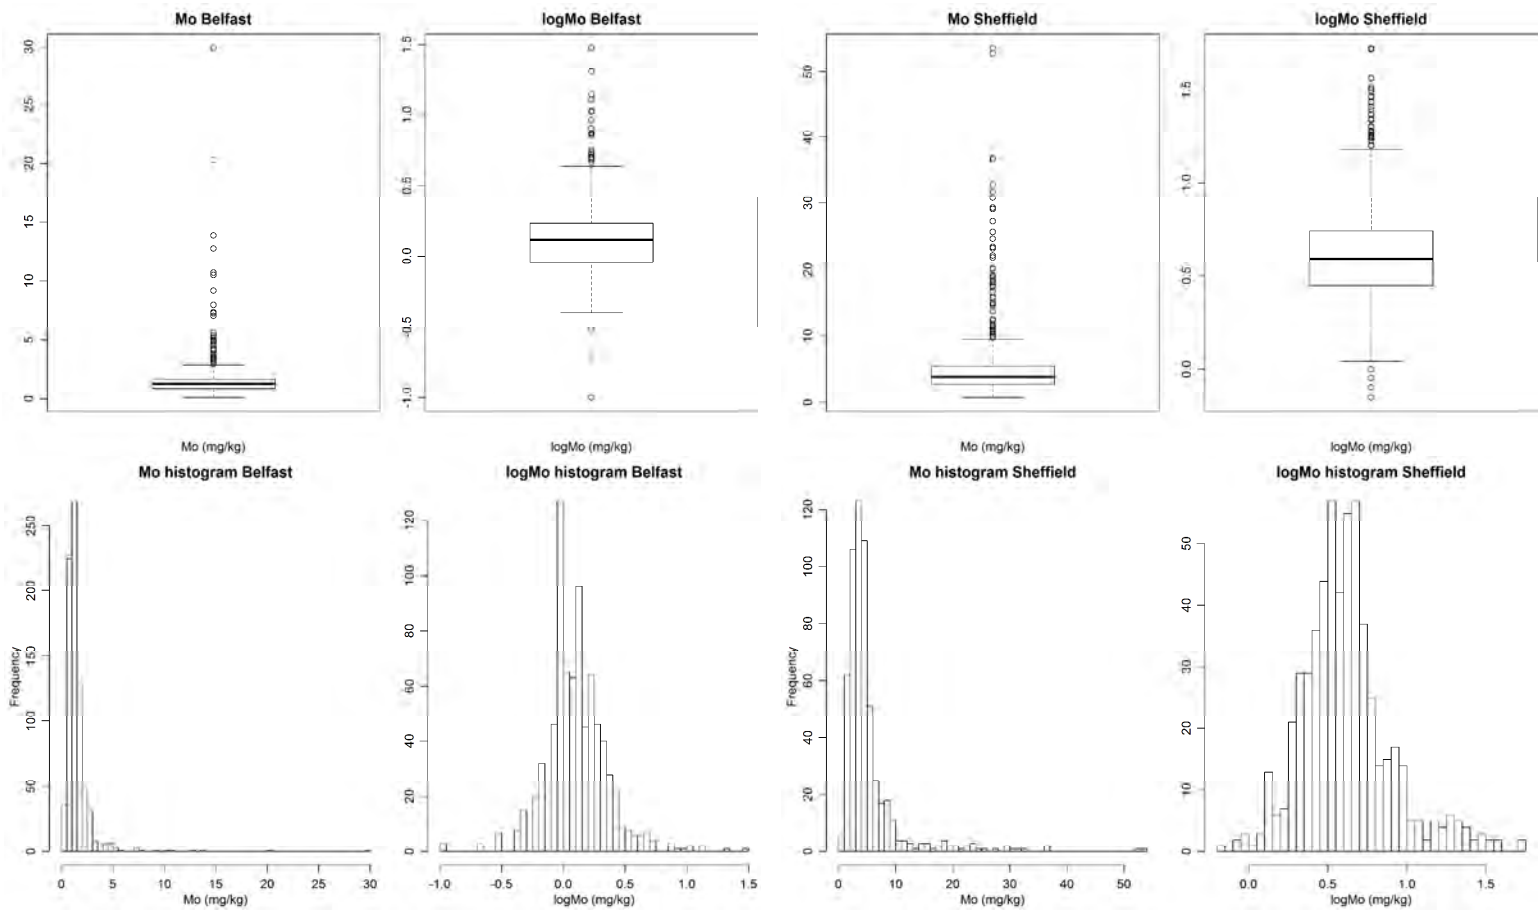 Mo Belfast
30
25
20
15
10
5
0
Mo (mg/kg)
logMo Belfast
1.5
1.0
0.5
0.0
-0.5
-1.0
logMo (mg/kg)
Mo Sheffield
50
40
30
20
10
0
Mo (mg/kg)
logMo Sheffield
1.5
1.0
0.5
0.0
logMo (mg/kg)
Mo histogram Belfast
Frequency
250
200
150
100
50
0
0 5 10 15 20 25 30
Mo (mg/kg)
logMo histogram Belfast
120
100
80
60
40
20
0
-1.0 -0.5 0.0 0.5 1.0 1.5
logMo (mg/kg)
Mo histogram Sheffield
Frequency
120
100
80
60
40
20
0
0 10 20 30 40 50
Mo (mg/kg)
logMo histogram Sheffield
50
40
30
20
10
0
0.0 0.5 1.0 1.5
logMo (mg/kg)